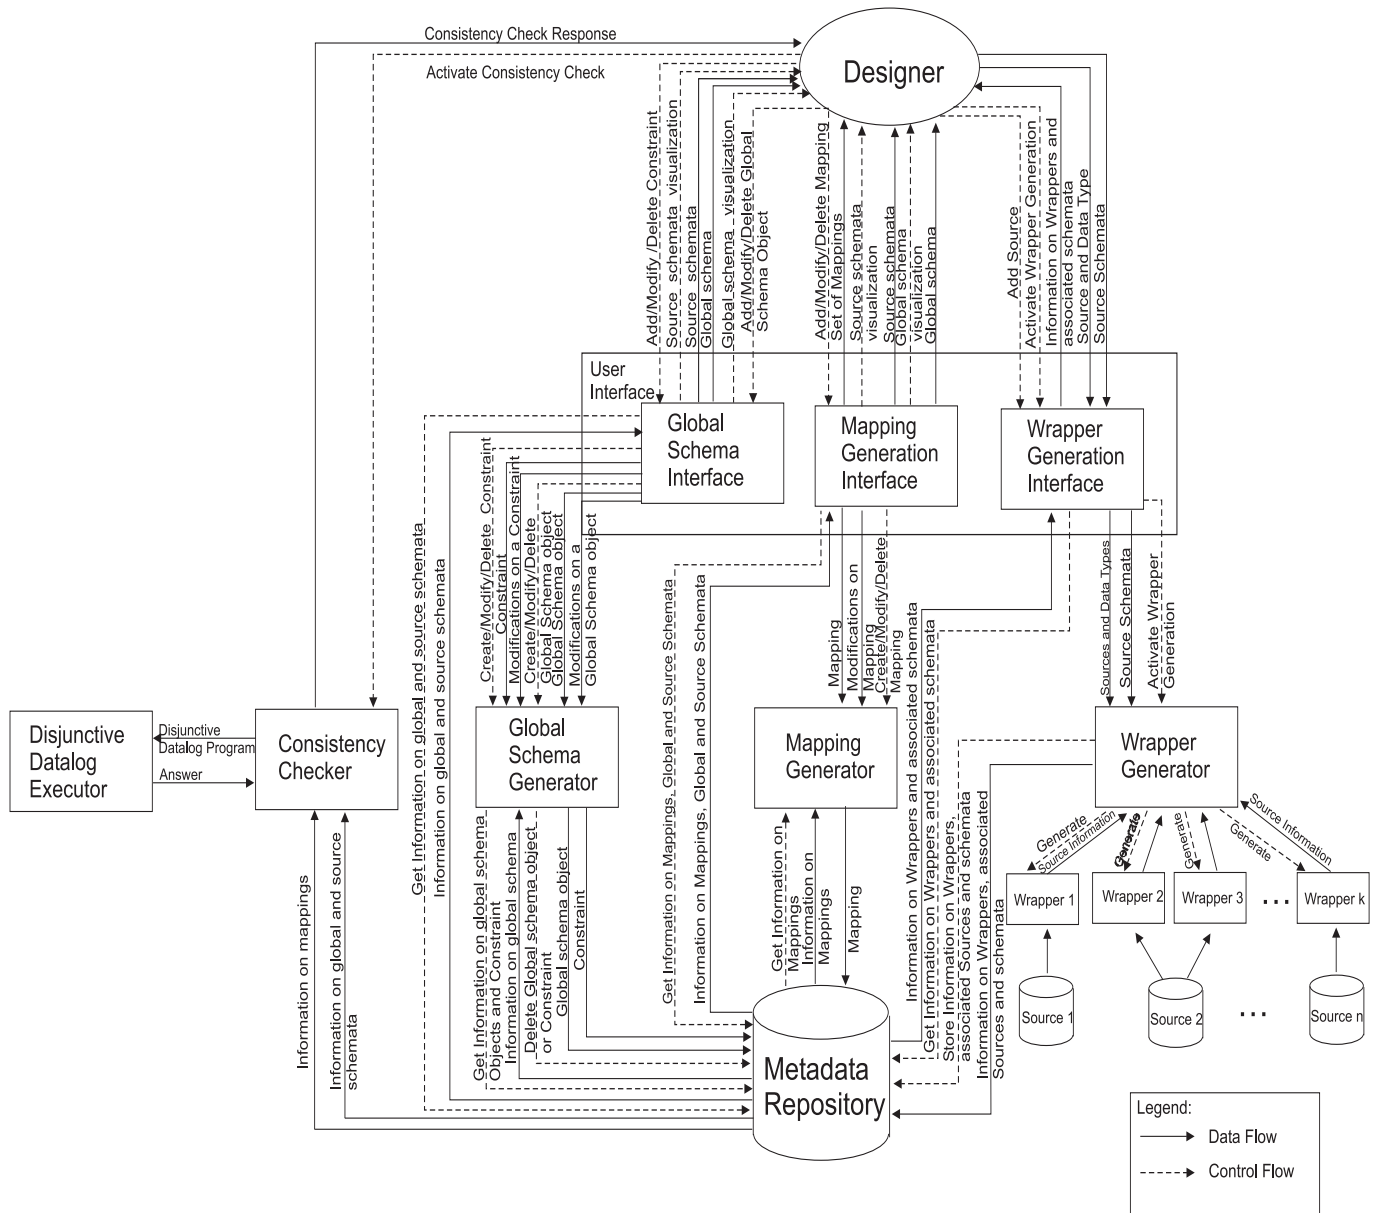 Consistency Check Response
Activate Consistency Check
Designer
Add/Modify /Delete Constraint
Source schemata visualization
Source schemata
Global schema
Global schema visualization
Add/Modify/Delete Global
Schema Object
Add/Modify/Delete Mapping
Set of Mappings
Source schemata
visualization
Source schemata
Global schema
visualization
Global schema
Add Source
Activate Wrapper Generation
Information on Wrappers and
associated schemata
Source and Data Type
Source Schemata
User
Interface
Global
Schema
Interface
Mapping
Generation
Interface
Wrapper
Generation
Interface
Get Information on global and source schemata
Information on global and source schemata
Create/Modify/Delete Constraint
Constraint
Modifications on a Constraint
Create/Modify/Delete
Global Schema object
Global Schema object
Modifications on a
Global Schema object
Get Information on Mappings, Global and Source Schemata
Information on Mappings, Global and Source Schemata
Mapping
Modifications on
Mapping
Create/Modify/Delete
Mapping
Information on Wrappers and associated schemata
Get Information on Wrappers and associated schemata
Sources and Data Types
Source Schemata
Activate Wrapper
Generation
Disjunctive
Datalog
Executor
Disjunctive
Datalog Program
Answer
Consistency
Checker
Global
Schema
Generator
Mapping
Generator
Wrapper
Generator
Information on mappings
Information on global and source
schemata
Get Information on global schema
Objects and Constraint
Information on global schema
Delete Global schema object
or Constraint
Global schema object
Constraint
Get Information on
Mappings
Information on
Mappings
Mapping
Store Information on Wrappers,
associated Sources and schemata
Information on Wrappers, associated
Sources and schemata
Generate
Source Information
Generate
Generate
Generate
Source Information
Wrapper 1
Wrapper 2
Wrapper 3
...
Wrapper k
Source 1
Source 2
...
Source n
Metadata
Repository
Legend:
Data Flow
Control Flow